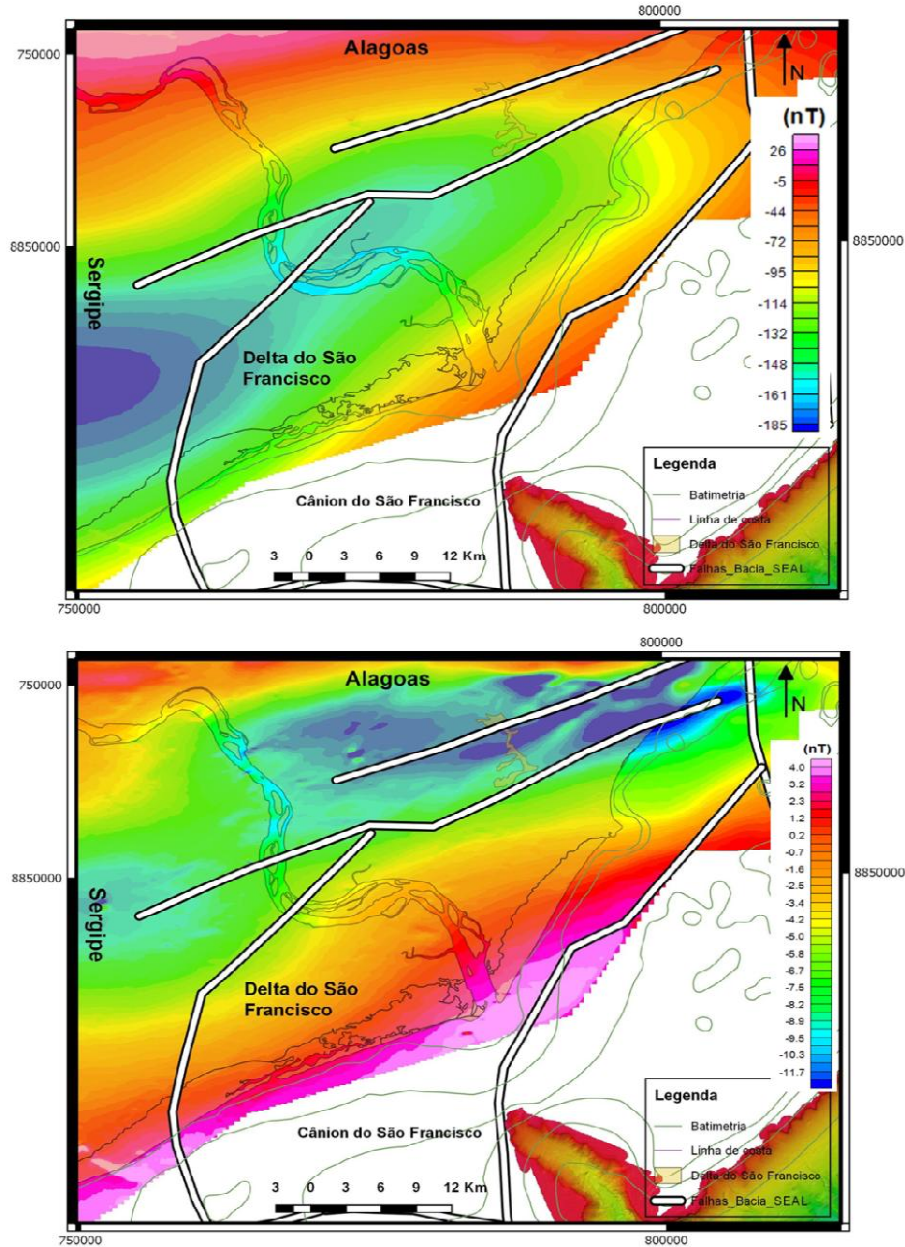 800000
Alagoas
750000
N
(nT)
26
-5
-44
-72
-95
-114
-132
-148
-161
-185
6850000
8850000
Sergipe
Delta do São
Francisco
Cânion do São Francisco
3 0 3 6 9 12 Km
Legenda
Batimetria
Linha de costa
Delta do São Francisco
Falhas_Bacia_SEAL
750000
800000
800000
Alagoas
750000
N
(nT)
4.0
3.2
2.3
1.2
0.2
-0.7
-1.6
-2.5
-3.4
-4.2
-5.0
-5.8
-6.7
-7.5
-8.2
-8.9
-9.5
-10.3
-11.7
8850000
8850000
Sergipe
Delta do São
Francisco
Cânion do São Francisco
3 0 3 6 9 12 Km
Legenda
Batimetria
Linha de costa
Delta do São Francisco
Falhas_Bacia_SEAL
750000
800000